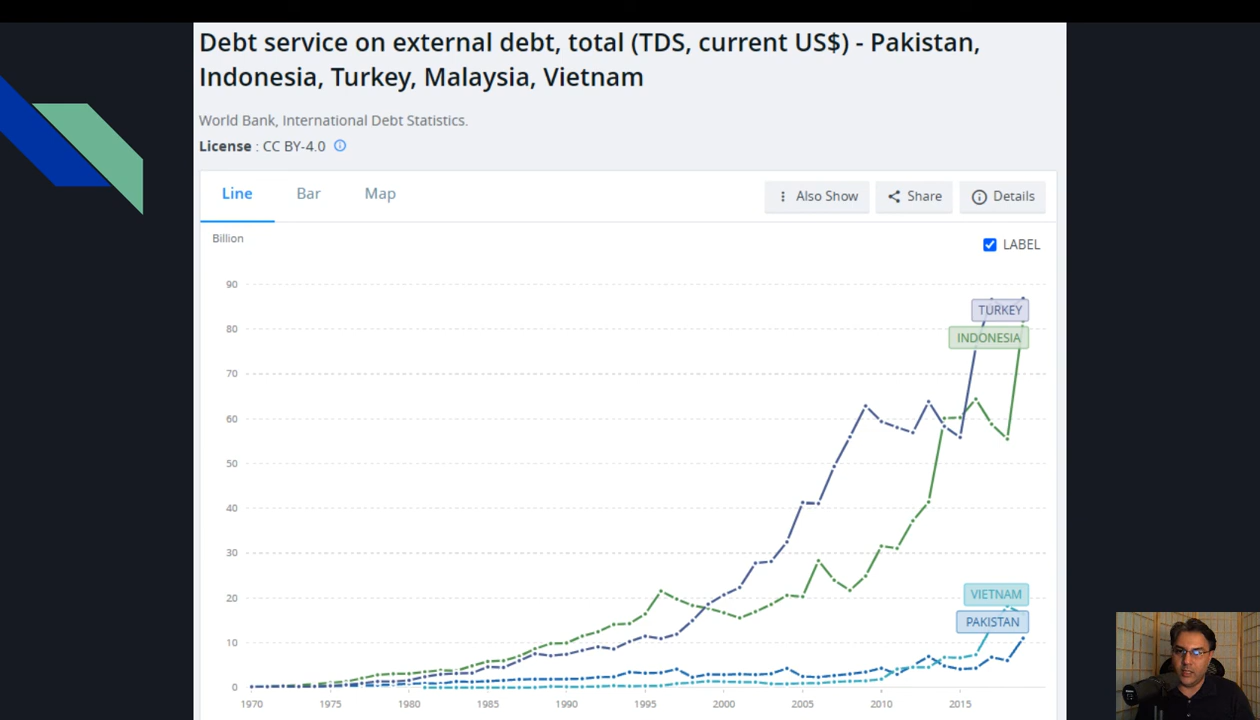 Debt service on external debt, total (TDS, current US$) - Pakistan,
Indonesia, Turkey, Malaysia, Vietnam
World Bank, International Debt Statistics.
License : CC BY-4.0
Line Bar Map Also Show Share Details
Billion LABEL
90
TURKEY
80
INDONESIA
70
60
50
40
30
20
VIETNAM
PAKISTAN
10
0
1970 1975 1980 1985 1990 1995 2000 2005 2010 2015